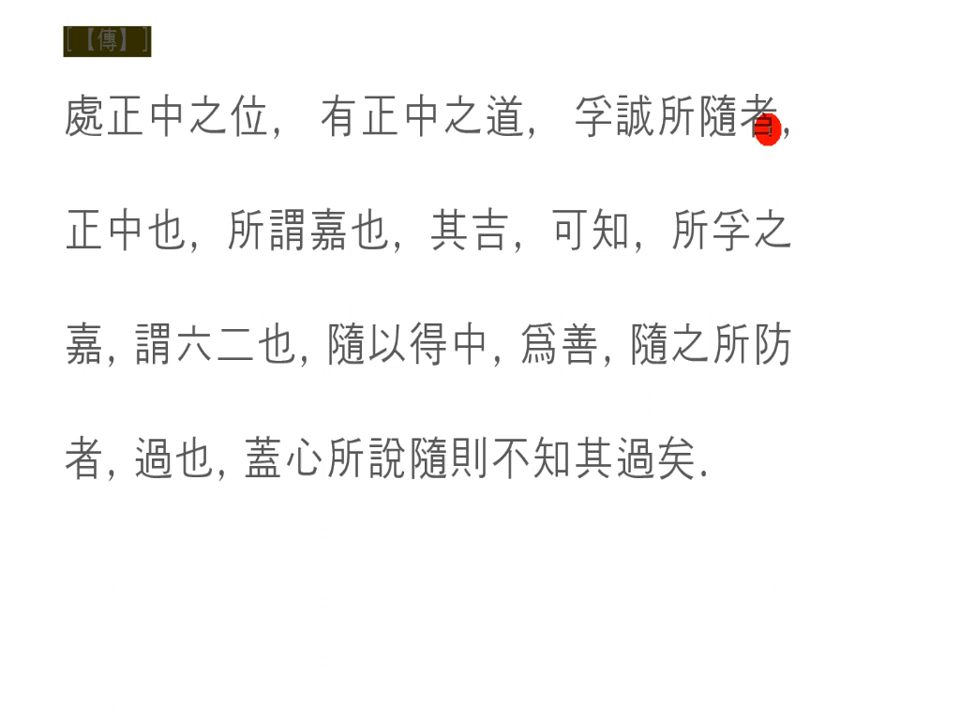 [【傳】]
處正中之位, 有正中之道, 孚誠所隨者,
正中也, 所謂嘉也, 其吉, 可知, 所孚之
嘉, 謂六二也, 隨以得中, 爲善, 隨之所防
者, 過也, 蓋心所說隨則不知其過矣.